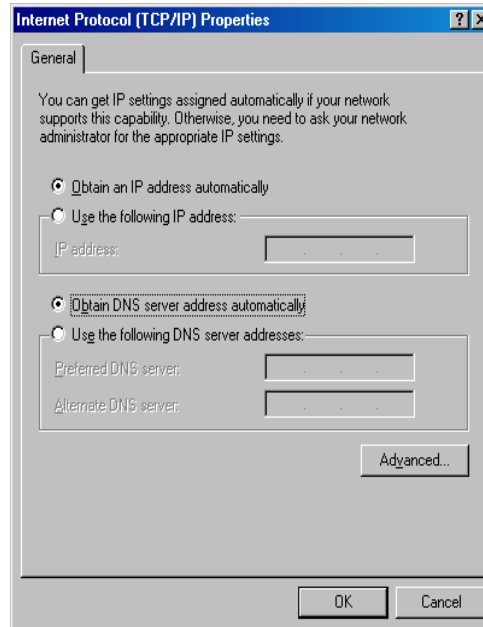 Internet Protocol (TCP/IP) Properties
General
You can get IP settings assigned automatically if your network
supports this capability. Otherwise, you need to ask your network
administrator for the appropriate IP settings.
Obtain an IP address automatically
Use the following IP address:
IP address:
Obtain DNS server address automatically
Use the following DNS server addresses:
Preferred DNS server:
Alternate DNS server:
Advanced...
OK
Cancel